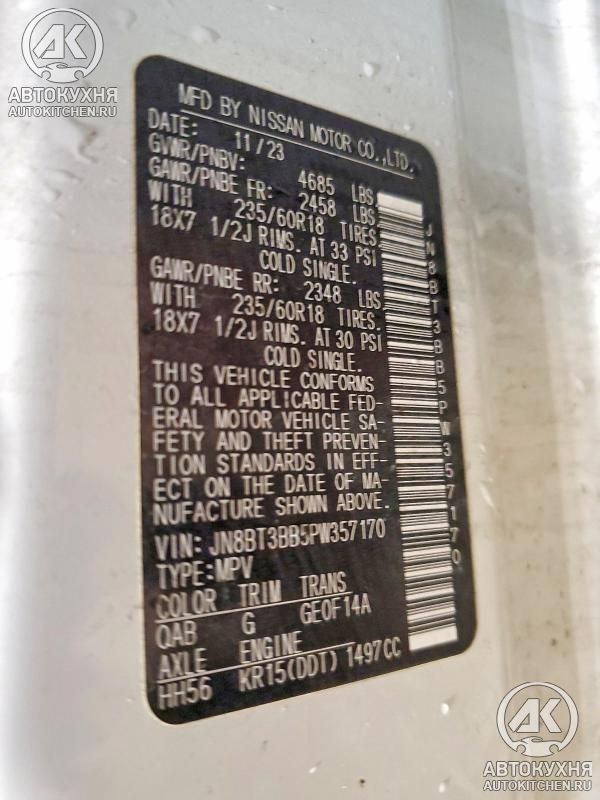 АК
АВТОКУХНЯ
AUTOKITCHEN.RU
MFD BY NISSAN MOTOR CO.,LTD.
DATE: 11/23
GVWR/PNBV: 4685 LBS.
GAWR/PNBE FR: 2458 LBS
WITH 235/60R18 TIRES.
18X7 1/2J RIMS. AT 33 PSI
COLD SINGLE.
GAWR/PNBE RR: 2348 LBS
WITH 235/60R18 TIRES.
18X7 1/2J RIMS. AT 30 PSI
COLD SINGLE.
THIS VEHICLE CONFORMS
TO ALL APPLICABLE FED-
ERAL MOTOR VEHICLE SA-
FETY AND THEFT PREVEN-
TION STANDARDS IN EFF-
ECT ON THE DATE OF MA-
NUFACTURE SHOWN ABOVE.
VIN: JN8BT3BB5PW357170
TYPE:MPV
COLOR TRIM TRANS
QAB G GE0F14A
AXLE ENGINE
HH56 KR15(DDT) 1497CC
JN8BT3BB5PW357170
АК
АВТОКУХНЯ
AUTOKITCHEN.RU